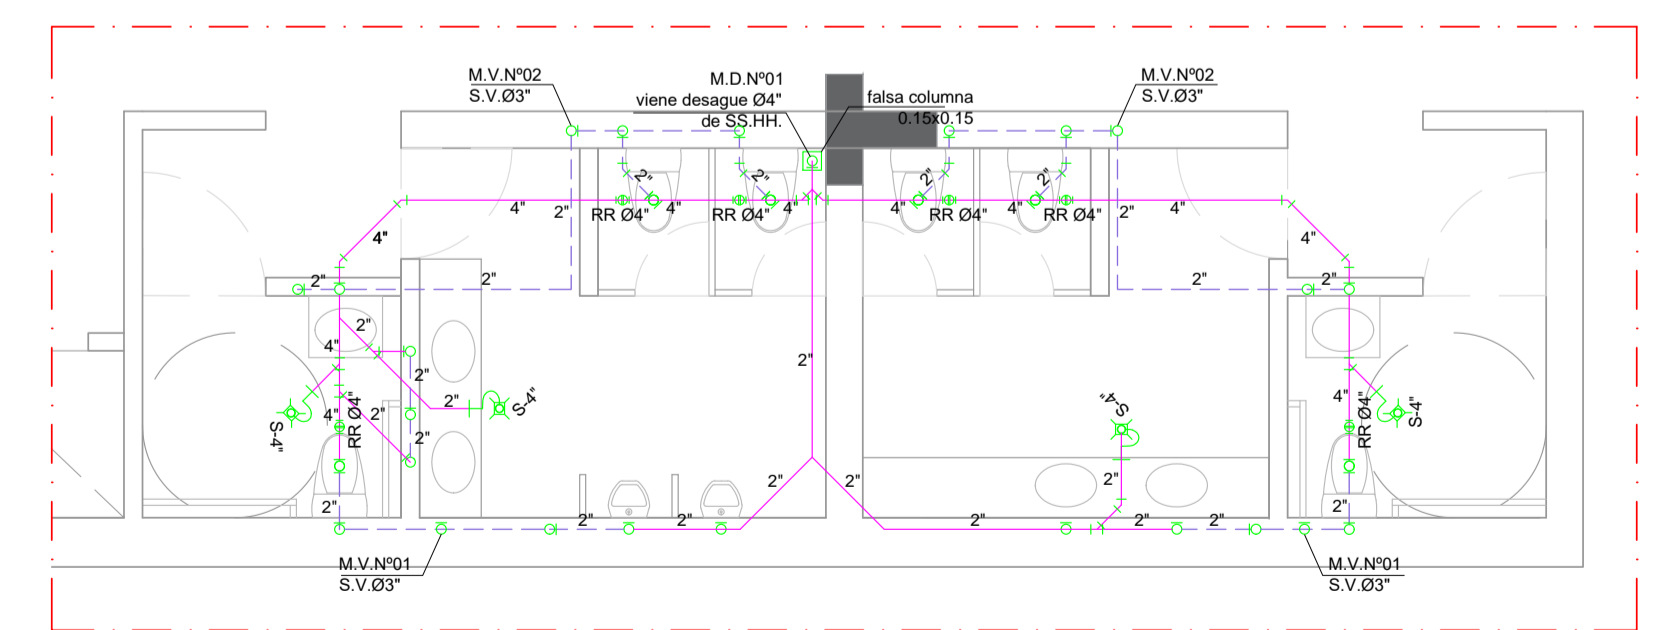 M.V.Nº02
S.V.Ø3"
M.D.Nº01
viene desague Ø4"
de SS.HH.
falsa columna
0.15x0.15
M.V.Nº02
S.V.Ø3"
2"
2"
2"
2"
4"
2"
RR Ø4"
4"
RR Ø4"
4"
4"
RR Ø4"
4"
RR Ø4"
2"
4"
4"
4"
2"
2"
2"
2"
2"
4"
2"
2"
2"
4"
RR Ø4"
2"
2"
S-4"
S-4"
2"
S-4"
4"
RR Ø4"
S-4"
2"
2"
2"
2"
2"
2"
2"
2"
2"
2"
2"
M.V.Nº01
S.V.Ø3"
M.V.Nº01
S.V.Ø3"